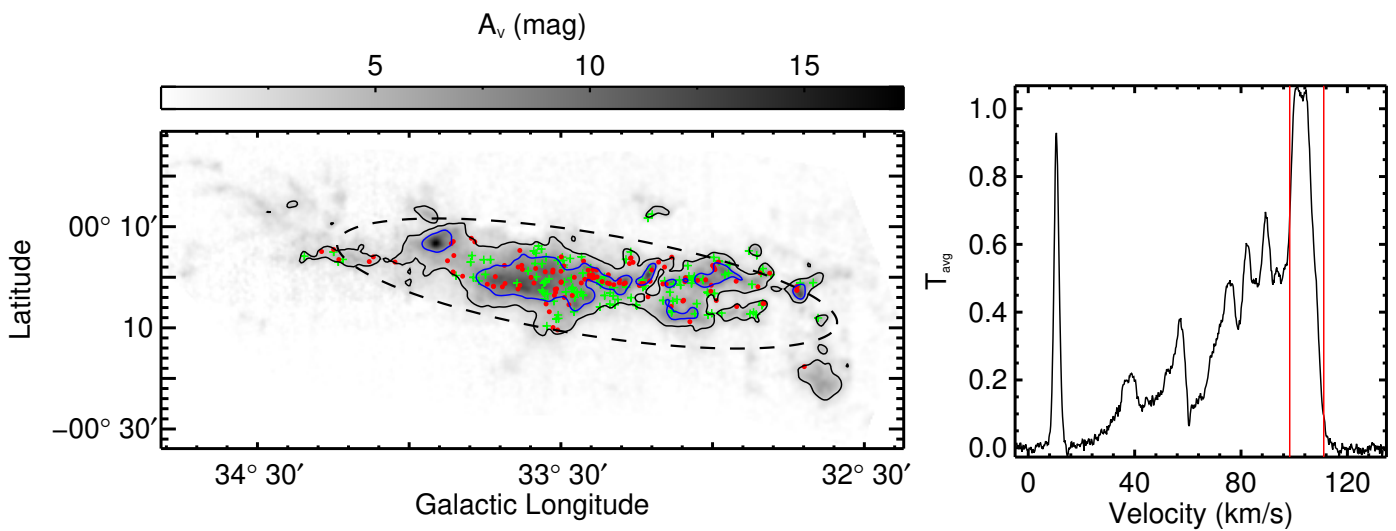 A_v (mag)
5 10 15
00° 10′
10
−00° 30′
Latitude
34° 30′ 33° 30′ 32° 30′
Galactic Longitude
1.0
0.8
0.6
0.4
0.2
0.0
T_avg
0 40 80 120
Velocity (km/s)